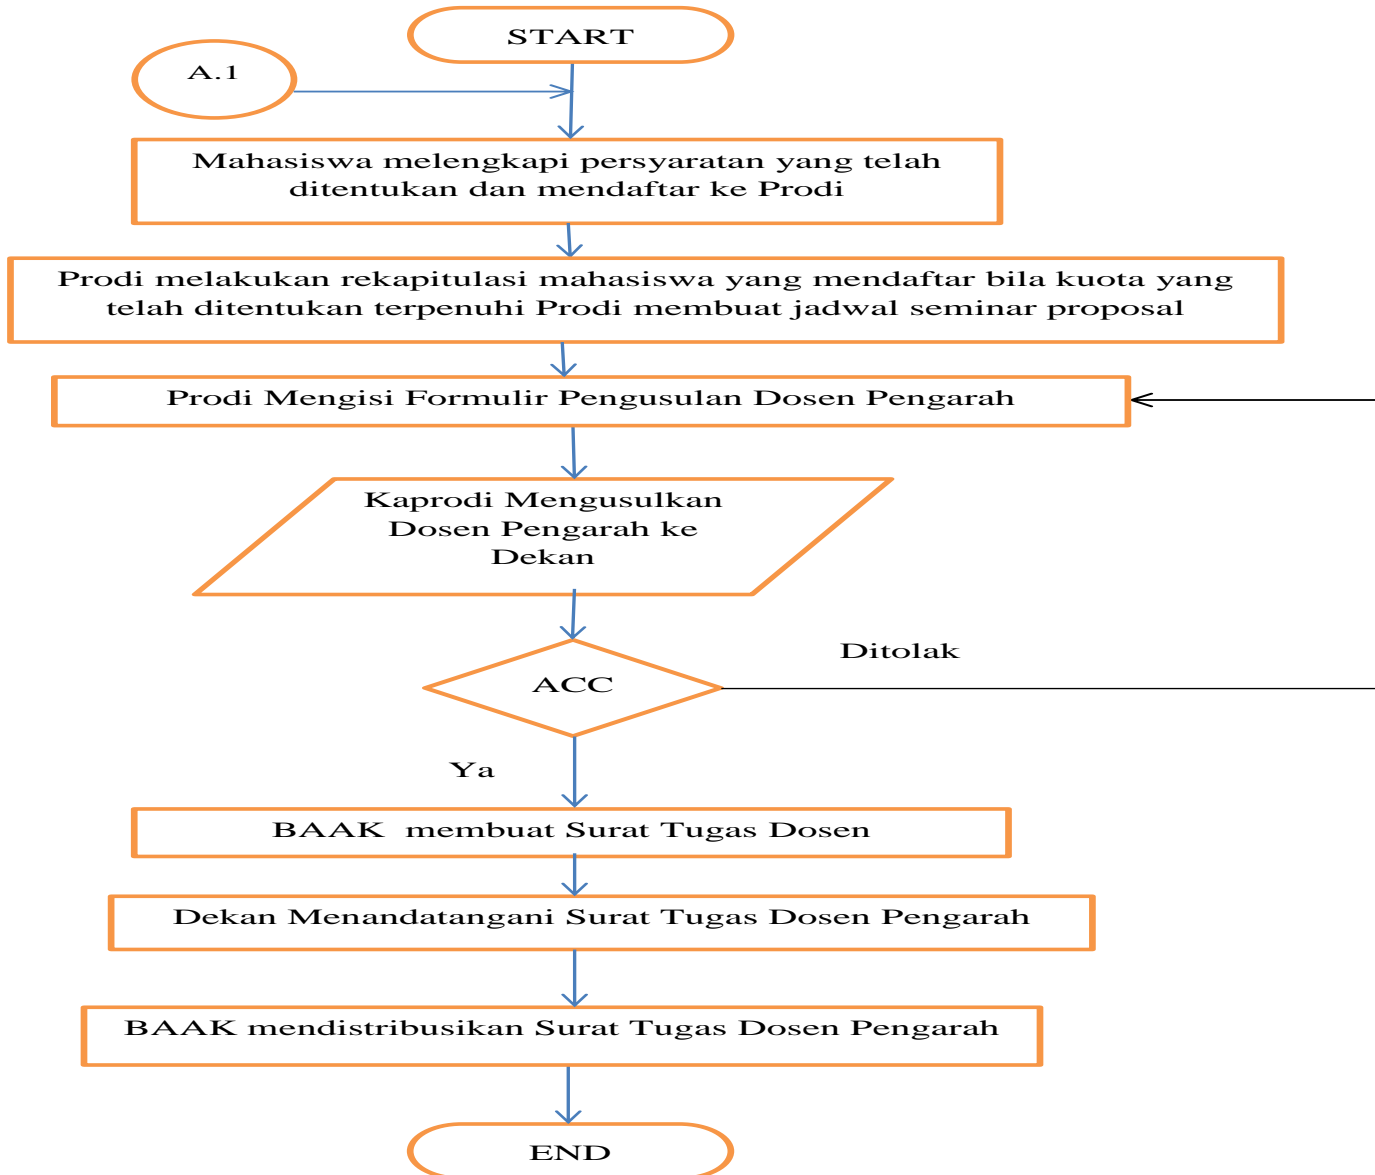 START
A.1
Mahasiswa melengkapi persyaratan yang telah
ditentukan dan mendaftar ke Prodi
Prodi melakukan rekapitulasi mahasiswa yang mendaftar bila kuota yang
telah ditentukan terpenuhi Prodi membuat jadwal seminar proposal
Prodi Mengisi Formulir Pengusulan Dosen Pengarah
Kaprodi Mengusulkan
Dosen Pengarah ke
Dekan
Ditolak
ACC
Ya
BAAK  membuat Surat Tugas Dosen
Dekan Menandatangani Surat Tugas Dosen Pengarah
BAAK mendistribusikan Surat Tugas Dosen Pengarah
END